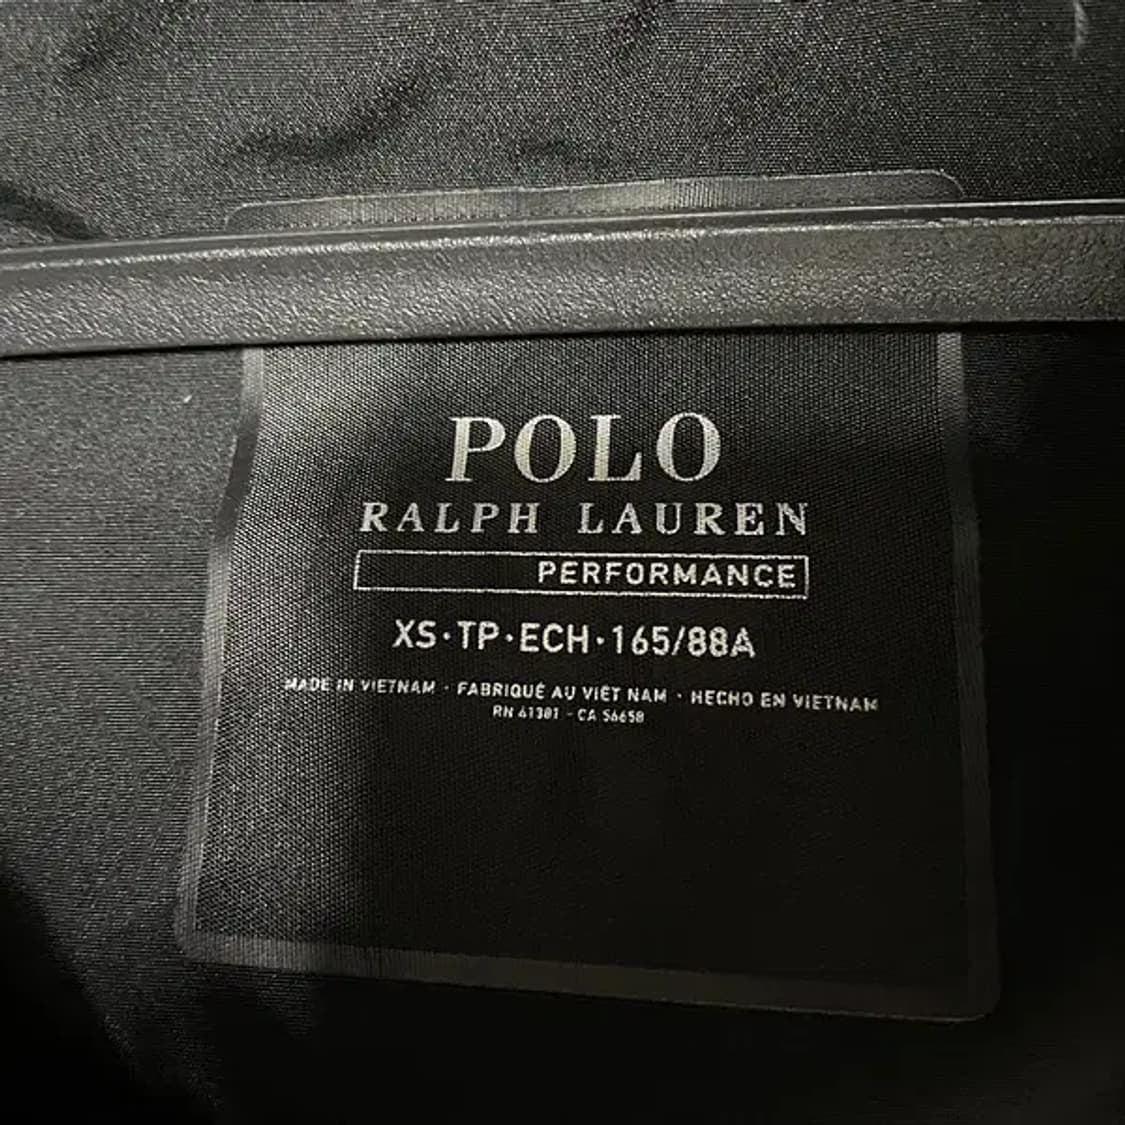 POLO
RALPH LAUREN
PERFORMANCE
XS·TP·ECH·165/88A
MADE IN VIETNAM · FABRIQUÉ AU VIET NAM · HECHO EN VIETNAM
RN 41381 - CA 56658